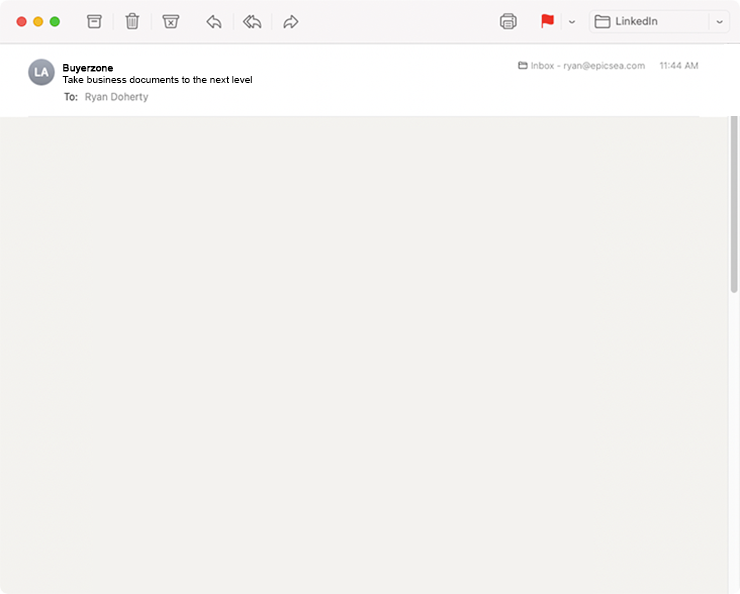 LinkedIn
LA
Buyerzone
Inbox - ryan@epicsea.com
11:44 AM
Take business documents to the next level
To: Ryan Doherty